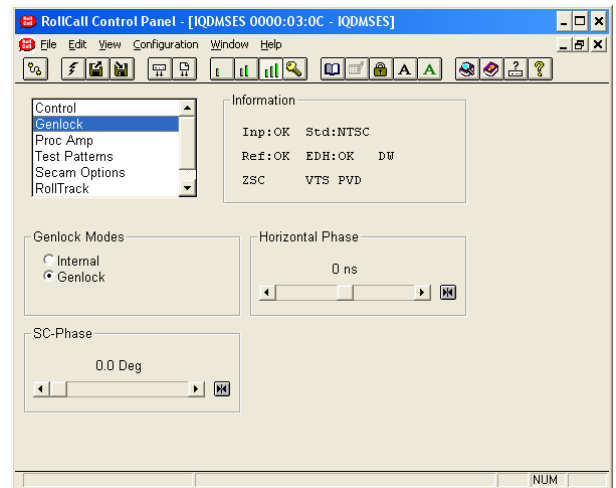 RollCall Control Panel - [IQDMSES 0000:03:0C - IQDMSES]
File Edit View Configuration Window Help
A A
Control
Genlock
Proc Amp
Test Patterns
Secam Options
RollTrack
Information
Inp:OK Std:NTSC
Ref:OK EDH:OK DW
ZSC VTS PVD
Genlock Modes
Internal
Genlock
Horizontal Phase
0 ns
SC-Phase
0.0 Deg
NUM